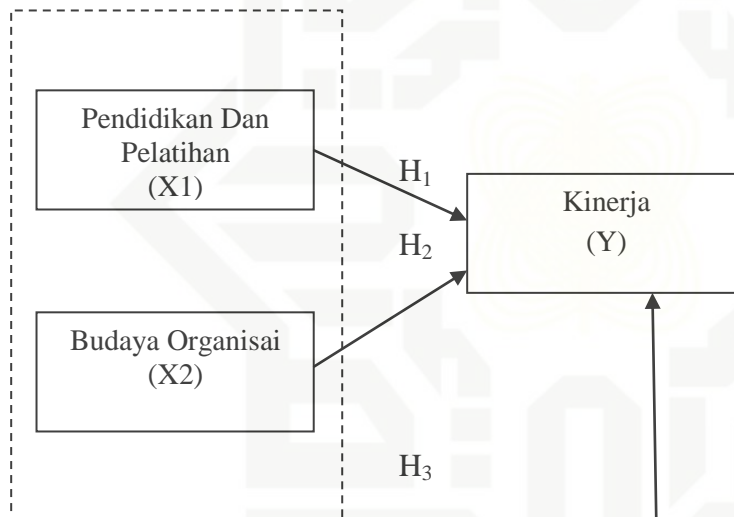 Pendidikan Dan
Pelatihan
(X1)
H1
Kinerja
(Y)
H2
Budaya Organisai
(X2)
H3